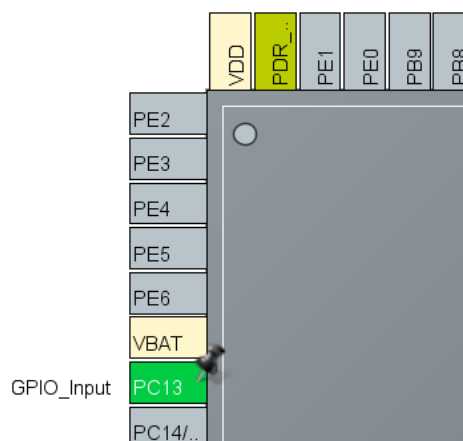 VDD
PDR_..
PE1
PE0
PB9
PB8
PE2
PE3
PE4
PE5
PE6
VBAT
GPIO_Input PC13
PC14/..